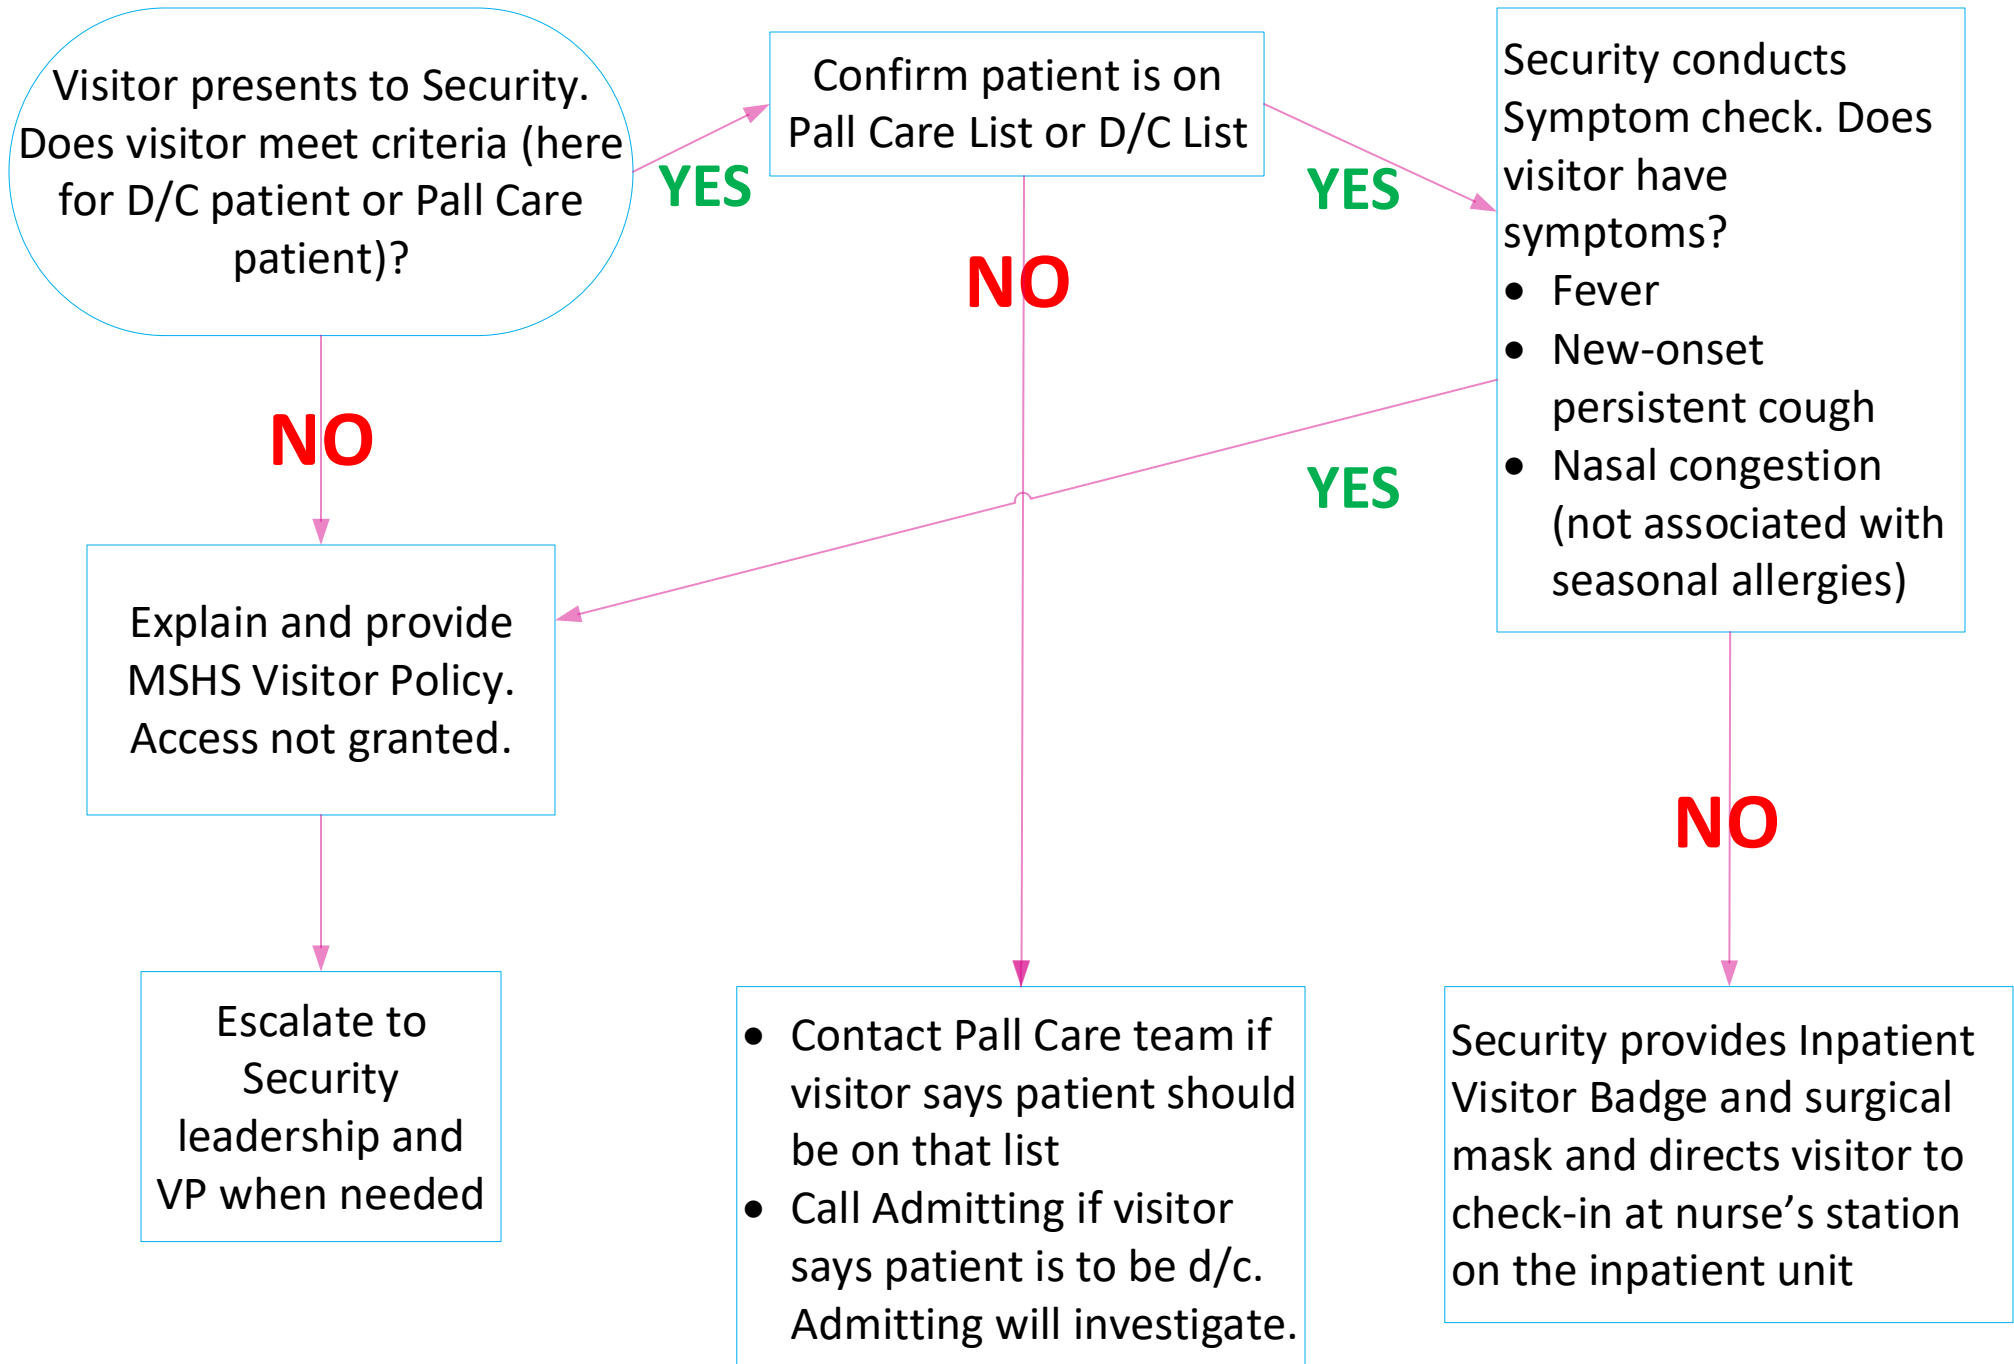 Visitor presents to Security.
Does visitor meet criteria (here
for D/C patient or Pall Care
patient)?
YES
Confirm patient is on
Pall Care List or D/C List
YES
Security conducts
Symptom check. Does
visitor have
symptoms?
• Fever
• New-onset
persistent cough
• Nasal congestion
(not associated with
seasonal allergies)
NO
NO
YES
Explain and provide
MSHS Visitor Policy.
Access not granted.
NO
Escalate to
Security
leadership and
VP when needed
• Contact Pall Care team if
visitor says patient should
be on that list
• Call Admitting if visitor
says patient is to be d/c.
Admitting will investigate.
Security provides Inpatient
Visitor Badge and surgical
mask and directs visitor to
check-in at nurse’s station
on the inpatient unit